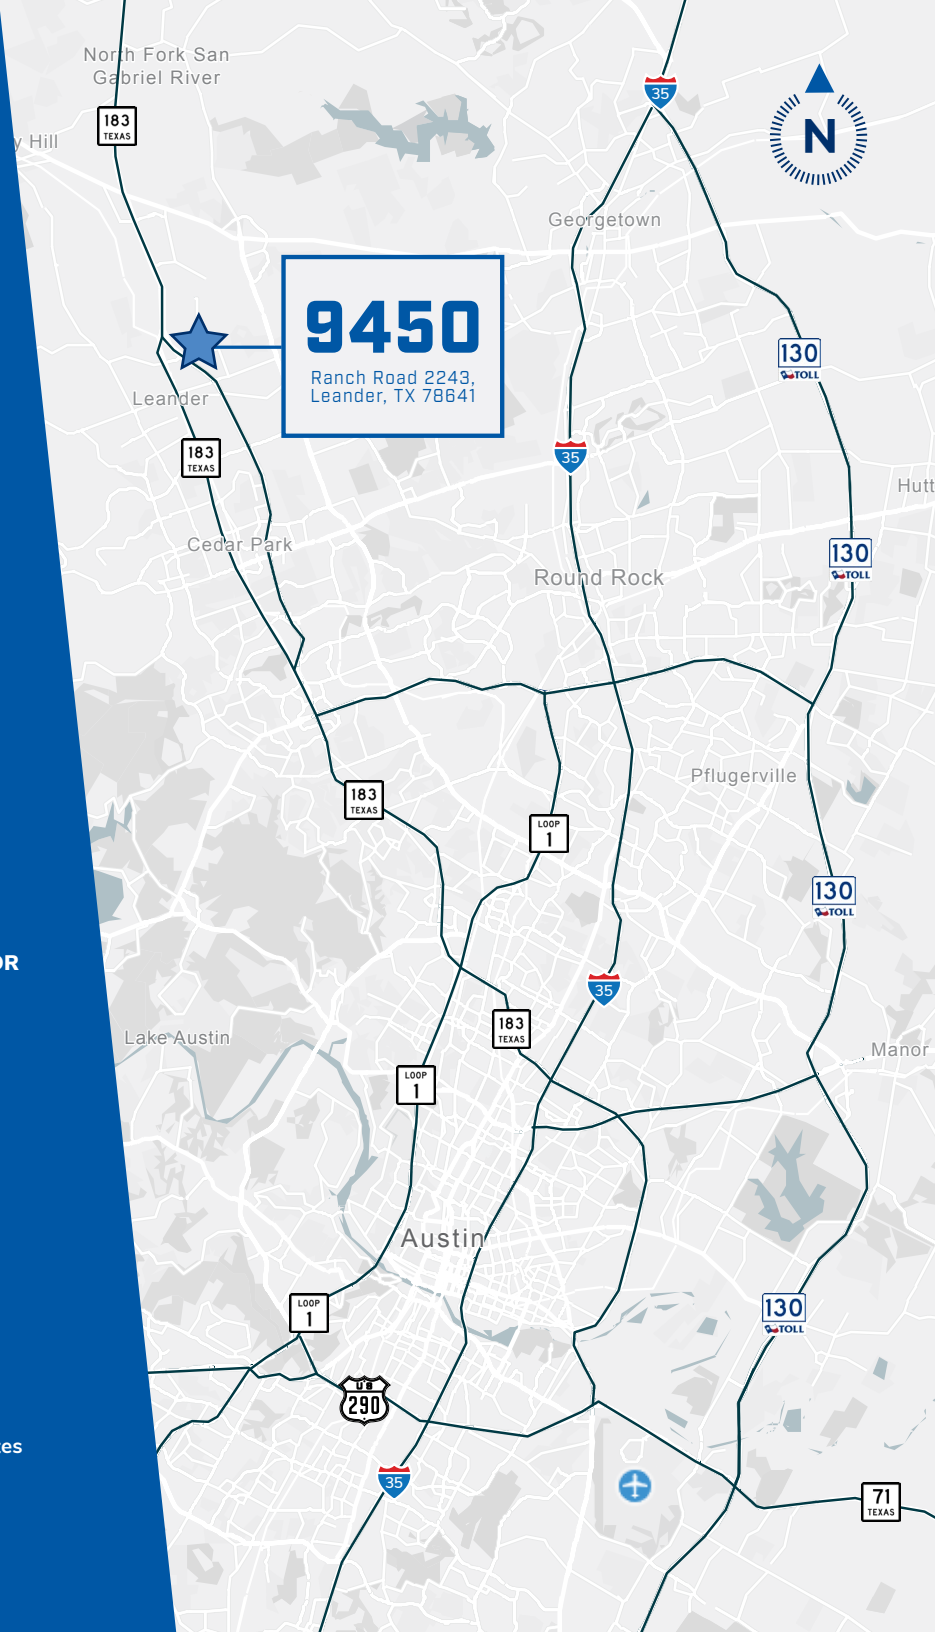 North Fork San
Gabriel River
35
183
TEXAS
N
y Hill
Georgetown
9450
Ranch Road 2243,
Leander, TX 78641
130
TOLL
Leander
183
TEXAS
35
Hutt
Cedar Park
130
TOLL
Round Rock
Pflugerville
183
TEXAS
LOOP
1
130
TOLL
OR
35
183
TEXAS
Lake Austin
Manor
LOOP
1
Austin
LOOP
1
130
TOLL
US
290
tes
35
71
TEXAS